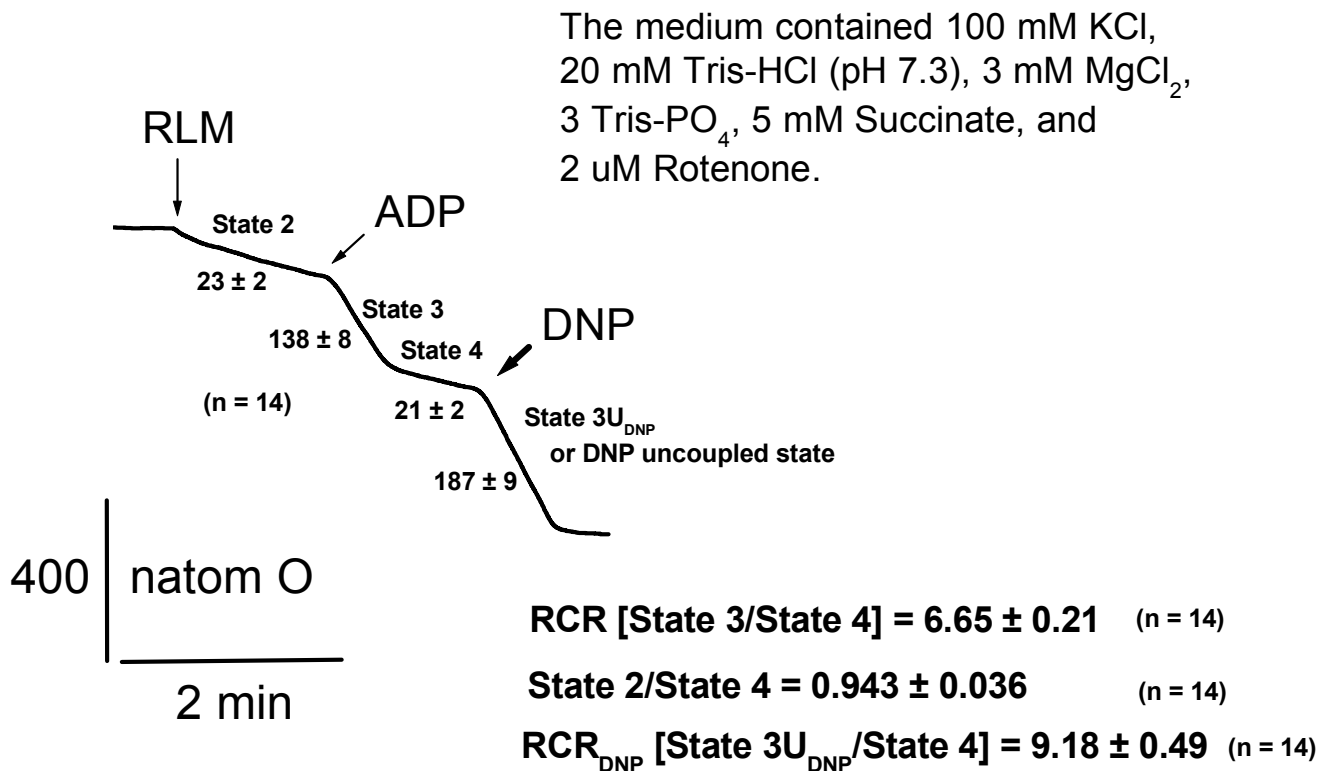 The medium contained 100 mM KCl,
20 mM Tris-HCl (pH 7.3), 3 mM MgCl₂,
3 Tris-PO₄, 5 mM Succinate, and
2 uM Rotenone.
RLM
ADP
State 2
23 ± 2
State 3
DNP
138 ± 8
State 4
(n = 14)
21 ± 2
State 3U_DNP
or DNP uncoupled state
187 ± 9
400 natom O
2 min
RCR [State 3/State 4] = 6.65 ± 0.21 (n = 14)
State 2/State 4 = 0.943 ± 0.036 (n = 14)
RCR_DNP [State 3U_DNP/State 4] = 9.18 ± 0.49 (n = 14)